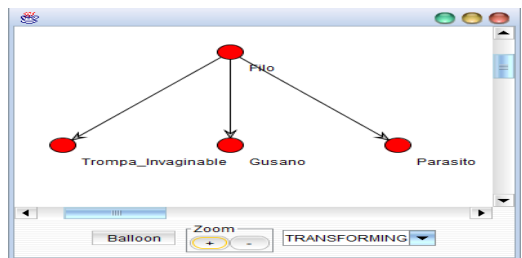 Filo
Trompa_Invaginable Gusano Parasito
Zoom
Balloon + - TRANSFORMING